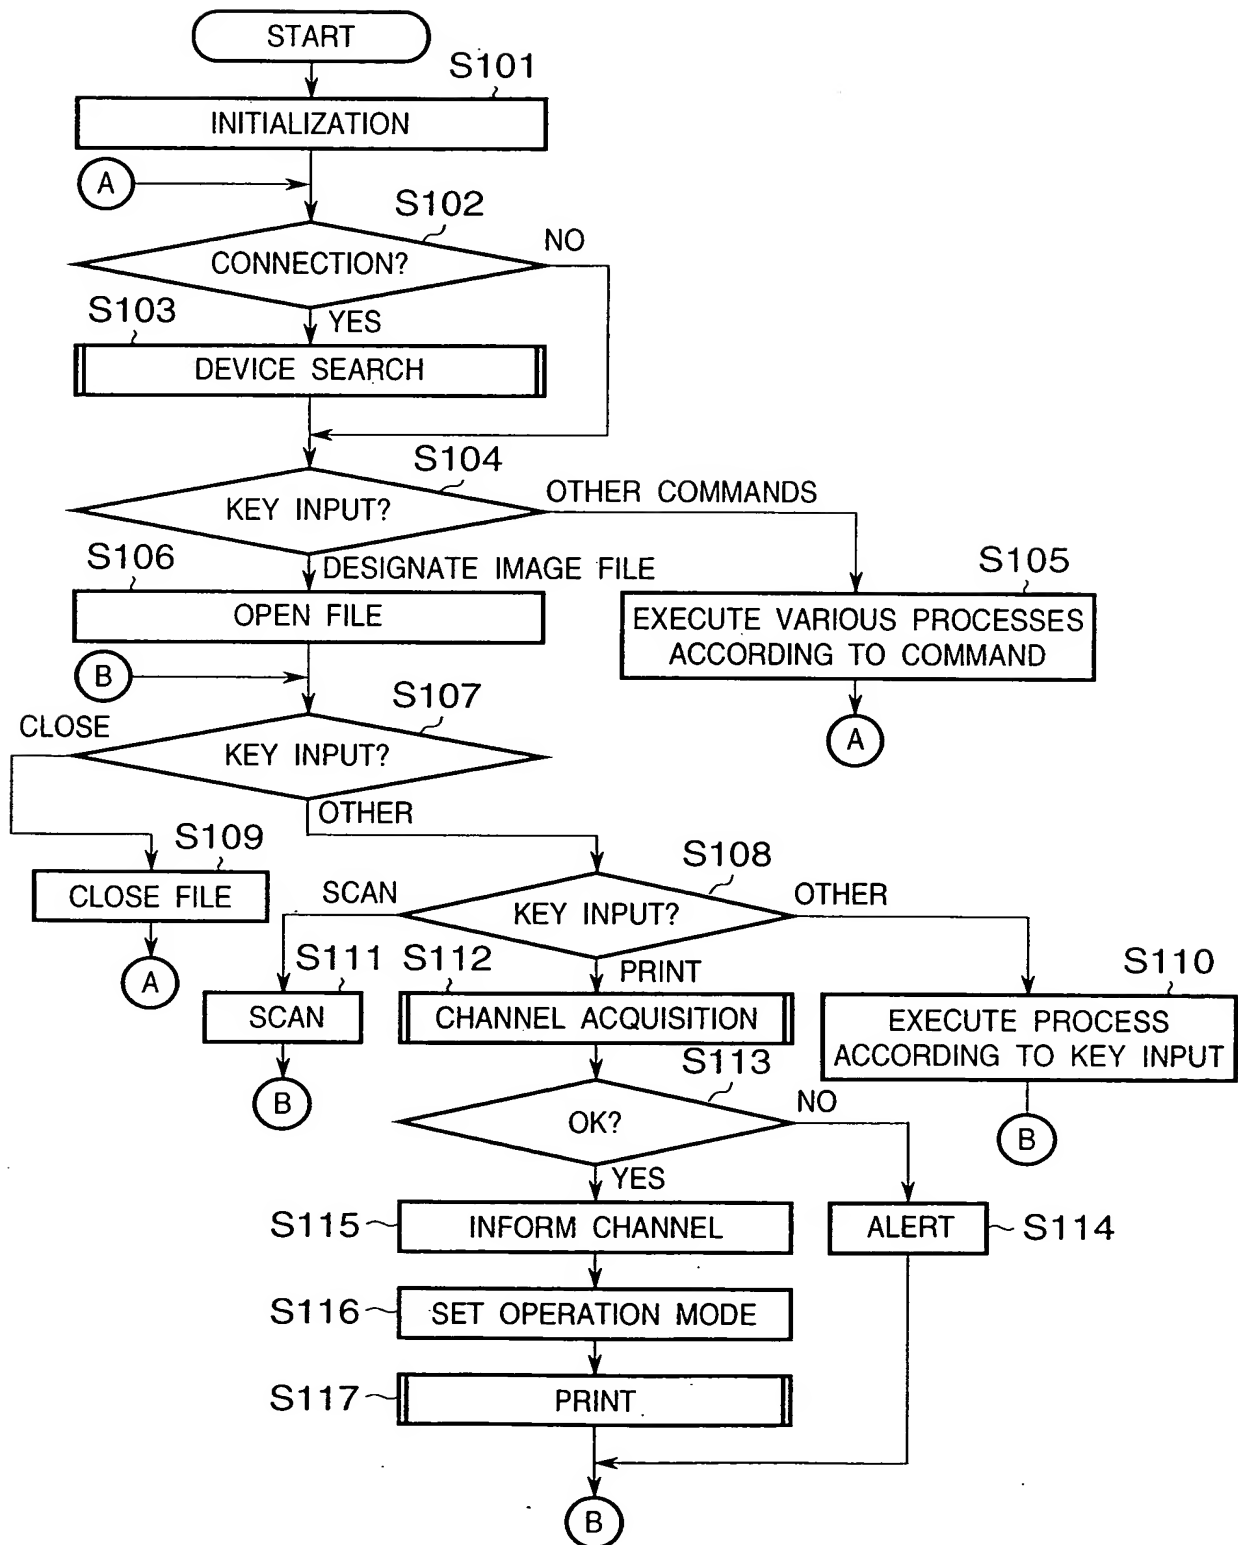 START
S101
INITIALIZATION
A
S102
NO
CONNECTION?
S103
YES
DEVICE SEARCH
S104
OTHER COMMANDS
KEY INPUT?
S106
DESIGNATE IMAGE FILE
S105
OPEN FILE
EXECUTE VARIOUS PROCESSES
ACCORDING TO COMMAND
B
S107
CLOSE
A
KEY INPUT?
OTHER
S109
S108
CLOSE FILE
SCAN
OTHER
KEY INPUT?
A
S111
S112
PRINT
S110
SCAN
CHANNEL ACQUISITION
EXECUTE PROCESS
ACCORDING TO KEY INPUT
S113
B
NO
OK?
B
YES
S115
INFORM CHANNEL
ALERT
S114
S116
SET OPERATION MODE
S117
PRINT
B